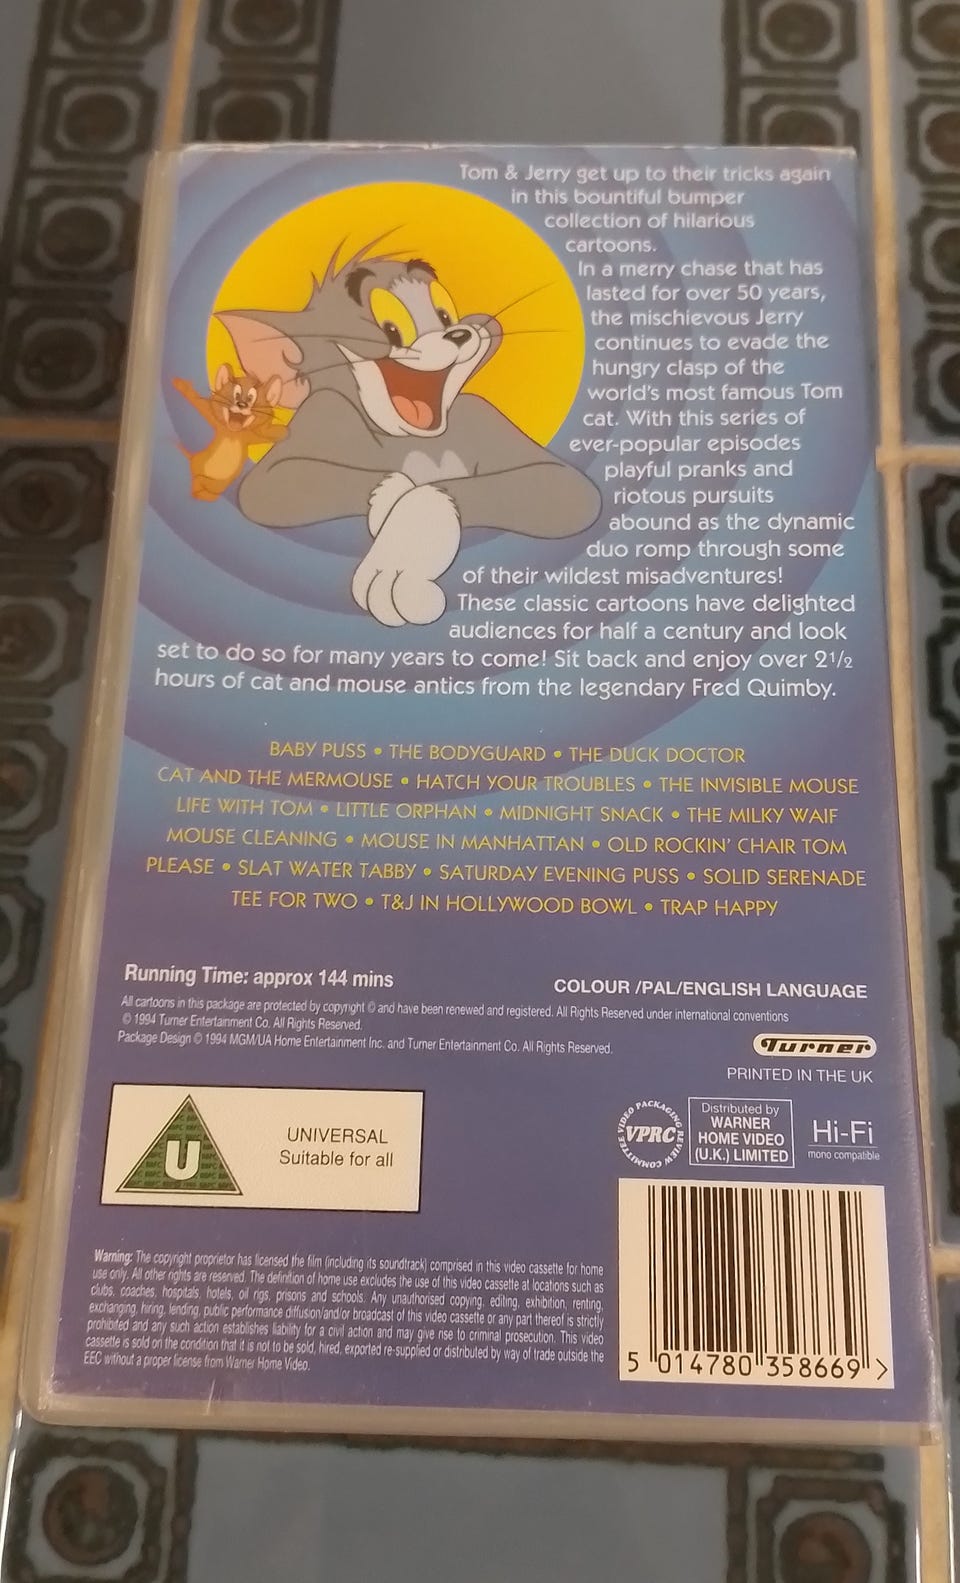 Tom & Jerry get up to their tricks again
in this bountiful bumper
collection of hilarious
cartoons.
In a merry chase that has
lasted for over 50 years,
the mischievous Jerry
continues to evade the
hungry clasp of the
world's most famous Tom
cat. With this series of
ever-popular episodes
playful pranks and
riotous pursuits
abound as the dynamic
duo romp through some
of their wildest misadventures!
These classic cartoons have delighted
audiences for half a century and look
set to do so for many years to come! Sit back and enjoy over 2 1/2
hours of cat and mouse antics from the legendary Fred Quimby.
BABY PUSS • THE BODYGUARD • THE DUCK DOCTOR
CAT AND THE MERMOUSE • HATCH YOUR TROUBLES • THE INVISIBLE MOUSE
LIFE WITH TOM • LITTLE ORPHAN • MIDNIGHT SNACK • THE MILKY WAIF
MOUSE CLEANING • MOUSE IN MANHATTAN • OLD ROCKIN' CHAIR TOM
PLEASE • SLAT WATER TABBY • SATURDAY EVENING PUSS • SOLID SERENADE
TEE FOR TWO • T&J IN HOLLYWOOD BOWL • TRAP HAPPY
Running Time: approx 144 mins
COLOUR /PAL/ENGLISH LANGUAGE
All cartoons in this package are protected by copyright © and have been renewed and registered. All Rights Reserved under international conventions
© 1994 Turner Entertainment Co. All Rights Reserved.
Package Design © 1994 MGM/UA Home Entertainment Inc. and Turner Entertainment Co. All Rights Reserved.
Turner
PRINTED IN THE UK
U
UNIVERSAL
Suitable for all
VIDEO PACKAGING REVIEW COMMITTEE
VPRC
Distributed by
WARNER
HOME VIDEO
(U.K.) LIMITED
Hi-Fi
mono compatible
Warning: The copyright proprietor has licensed the film (including its soundtrack) comprised in this video cassette for home
use only. All other rights are reserved. The definition of home use excludes the use of this video cassette at locations such as
clubs, coaches, hospitals, hotels, oil rigs, prisons and schools. Any unauthorised copying, editing, exhibition, renting,
exchanging, hiring, lending, public performance diffusion/and/or broadcast of this video cassette or any part thereof is strictly
prohibited and any such action establishes liability for a civil action and may give rise to criminal prosecution. This video
cassette is sold on the condition that it is not to be sold, hired, exported re-supplied or distributed by way of trade outside the
EEC without a proper license from Warner Home Video.
5 014780 358669 >